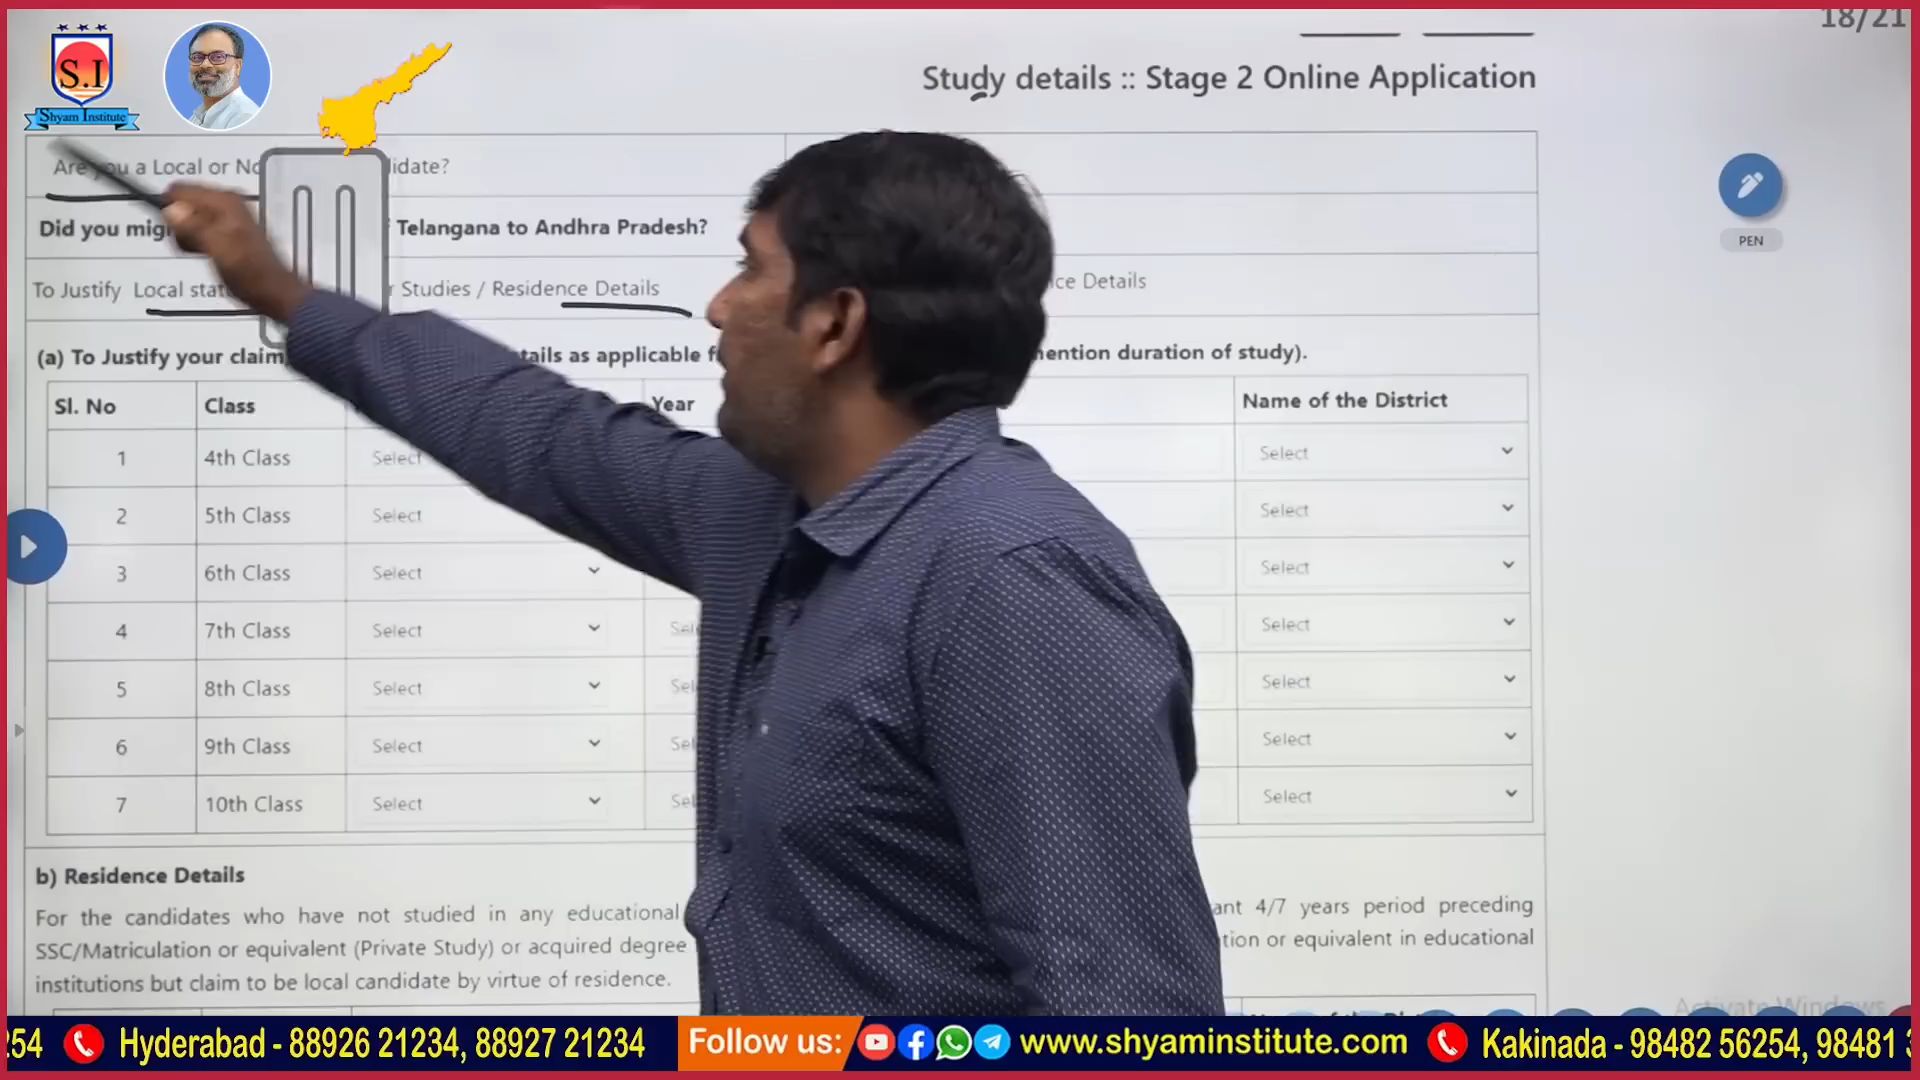 18/21
S.I
Shyam Institute
Study details :: Stage 2 Online Application
Are you a Local or No idate?
Did you mig Telangana to Andhra Pradesh?
To Justify Local stat r Studies / Residence Details ce Details
(a) To Justify your claim tails as applicable f mention duration of study).
Sl. No Class Year Name of the District
1 4th Class Select Select
2 5th Class Select Select
3 6th Class Select Select
4 7th Class Select Sel Select
5 8th Class Select Sel Select
6 9th Class Select Sel Select
7 10th Class Select Sel Select
b) Residence Details
For the candidates who have not studied in any educational ant 4/7 years period preceding
SSC/Matriculation or equivalent (Private Study) or acquired degree tion or equivalent in educational
institutions but claim to be local candidate by virtue of residence.
PEN
Activate Windows
254 Hyderabad - 88926 21234, 88927 21234 Follow us: www.shyaminstitute.com Kakinada - 98482 56254, 98481